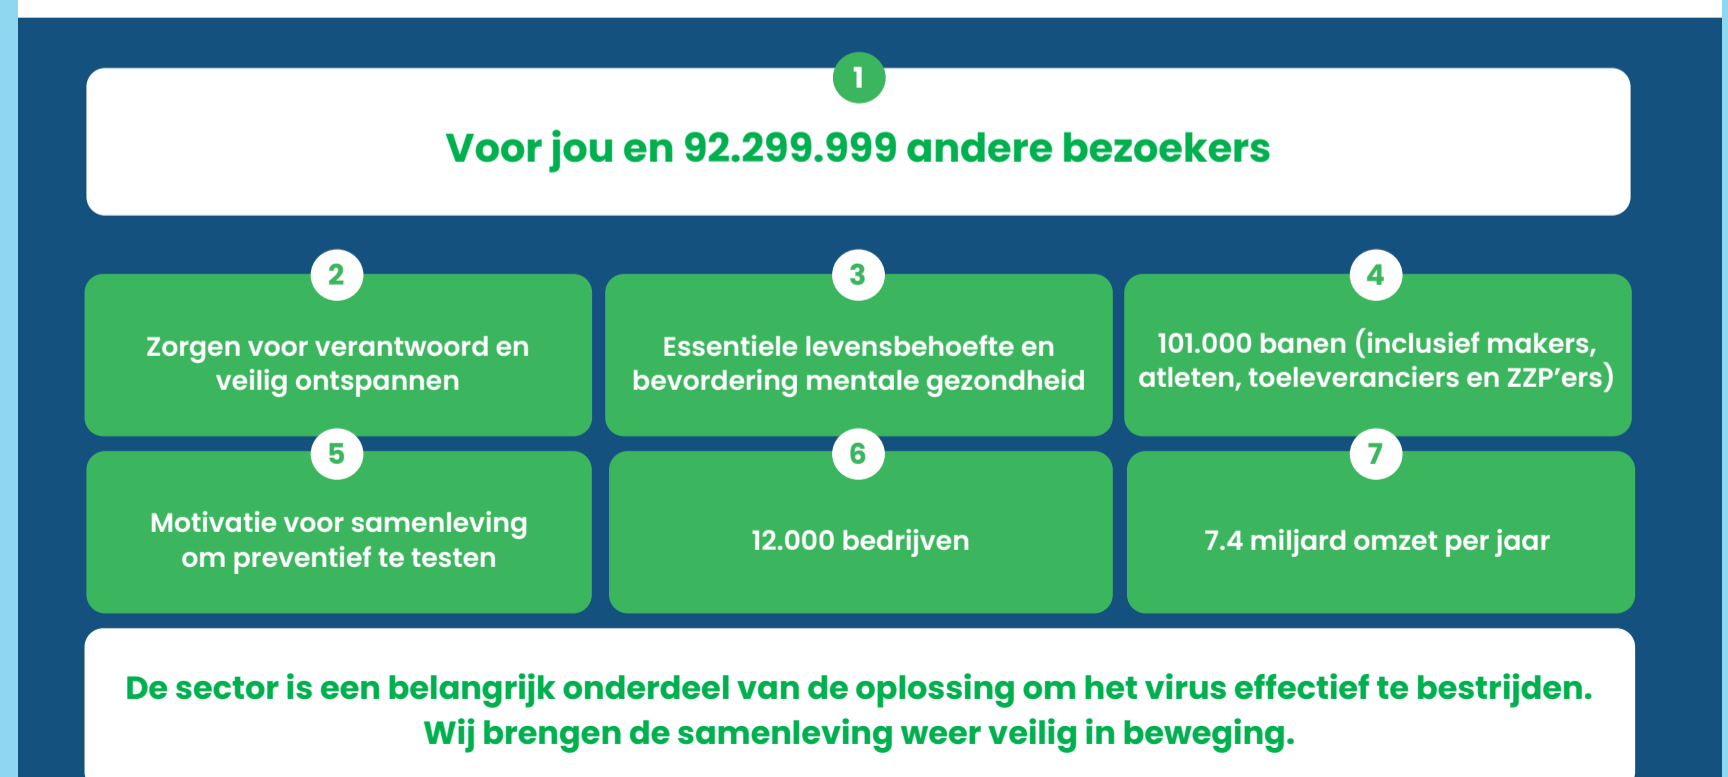 1
Voor jou en 92.299.999 andere bezoekers
2
Zorgen voor verantwoord en
veilig ontspannen
3
Essentiele levensbehoefte en
bevordering mentale gezondheid
4
101.000 banen (inclusief makers,
atleten, toeleveranciers en ZZP'ers)
5
Motivatie voor samenleving
om preventief te testen
6
12.000 bedrijven
7
7.4 miljard omzet per jaar
De sector is een belangrijk onderdeel van de oplossing om het virus effectief te bestrijden.
Wij brengen de samenleving weer veilig in beweging.